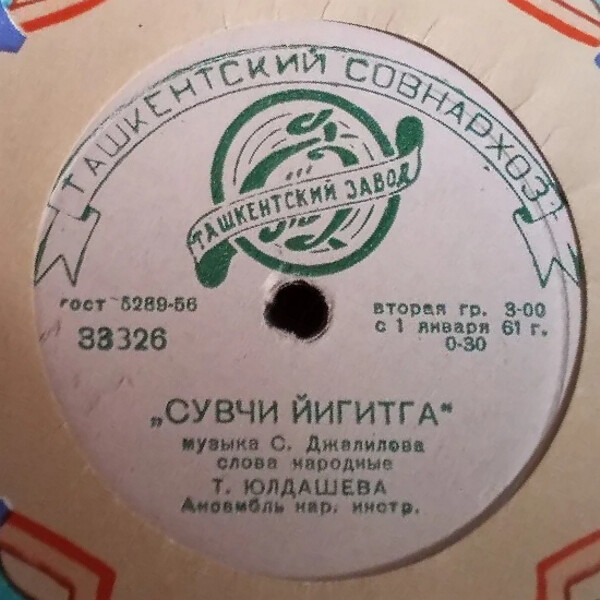 ТАШКЕНТСКИЙ СОВНАРХОЗ
ТАШКЕНТСКИЙ ЗАВОД
гост 5289-56
33326
вторая гр. 3-00
с 1 января 61 г.
0-30
„СУВЧИ ЙИГИТГА"
музыка С. Джалилова
слова народные
Т. ЮЛДАШЕВА
Ансамбль нар. инстр.